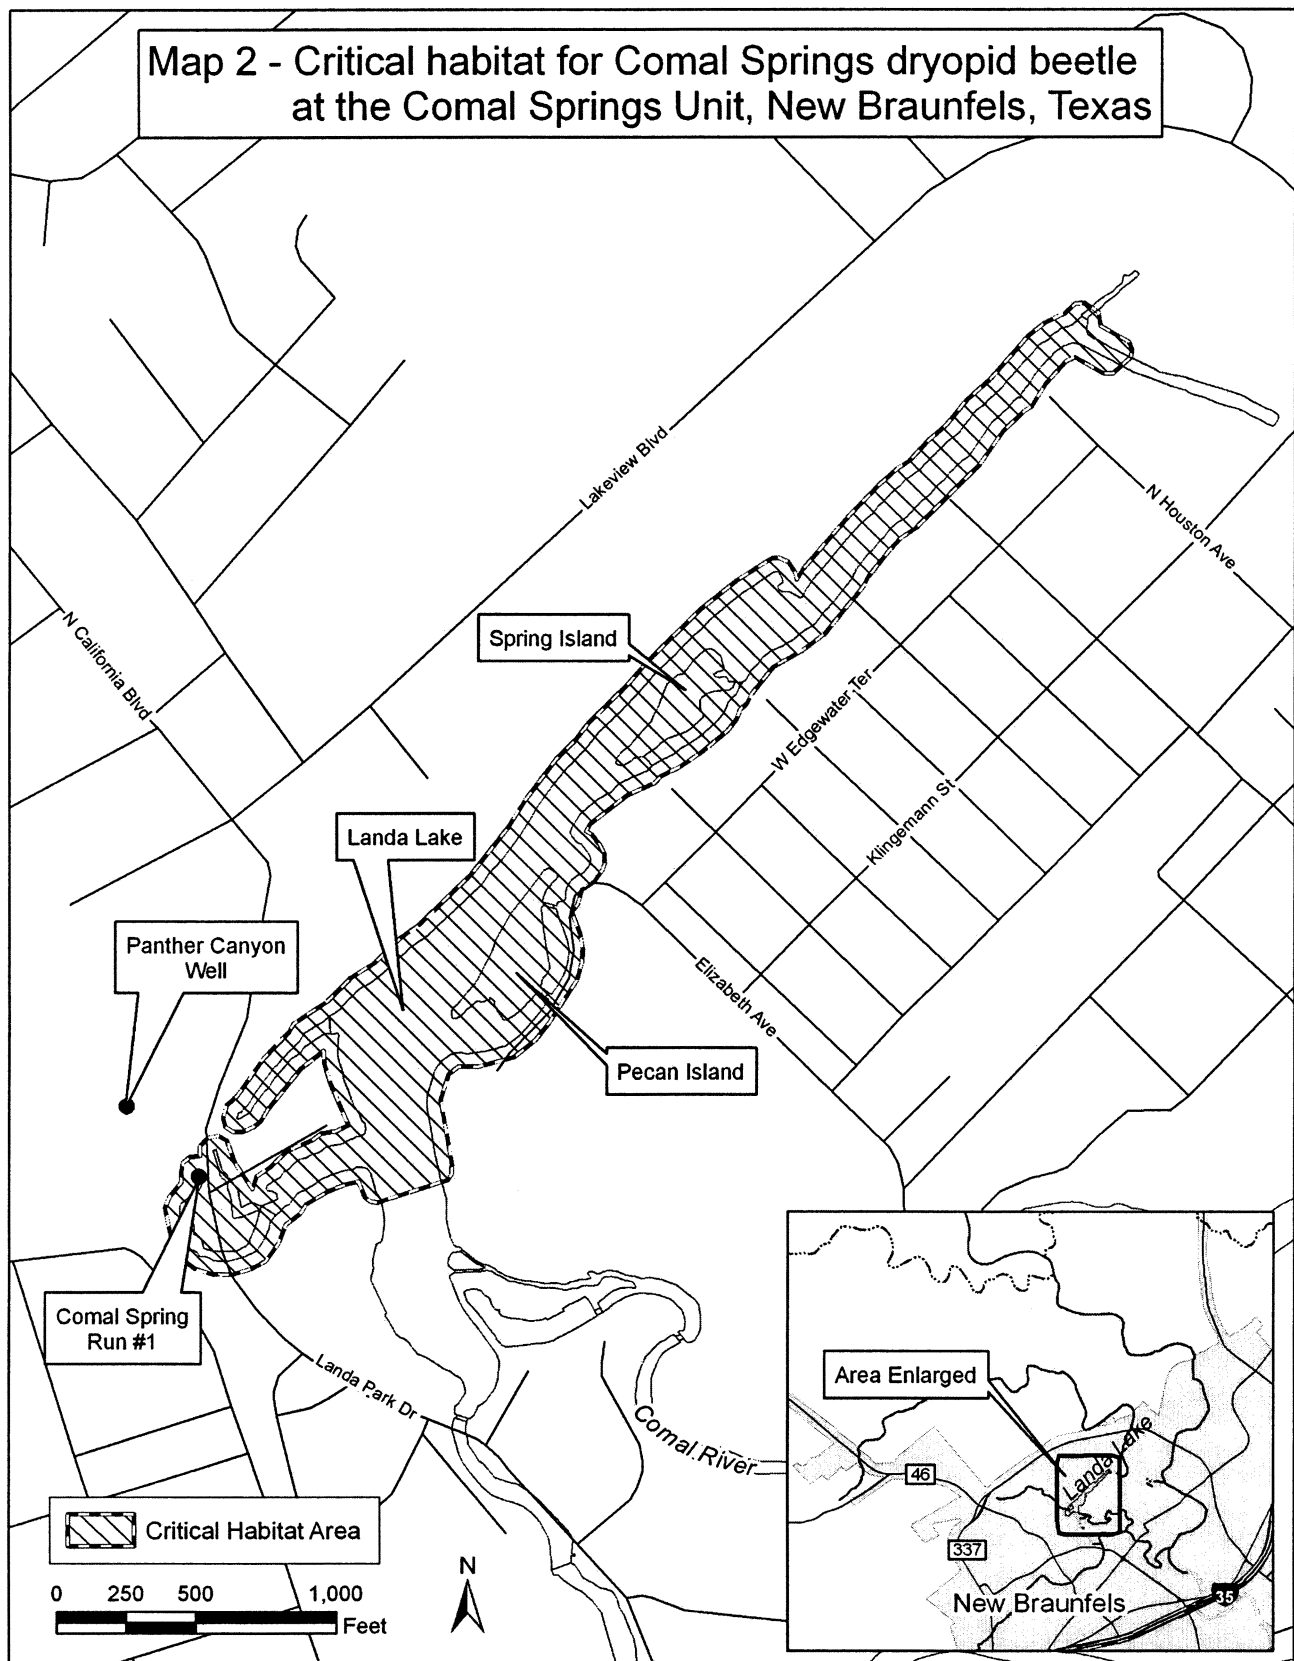 Map 2 - Critical habitat for Comal Springs dryopid beetle
at the Comal Springs Unit, New Braunfels, Texas
Lakeview Blvd
N Houston Ave
N California Blvd
Spring Island
W Edgewater Ter
Klingemann St
Landa Lake
Panther Canyon
Well
Elizabeth Ave
Pecan Island
Comal Spring
Run #1
Landa Park Dr
Comal River
Area Enlarged
Landa Lake
46
337
New Braunfels
35
Critical Habitat Area
0 250 500 1,000
Feet
N